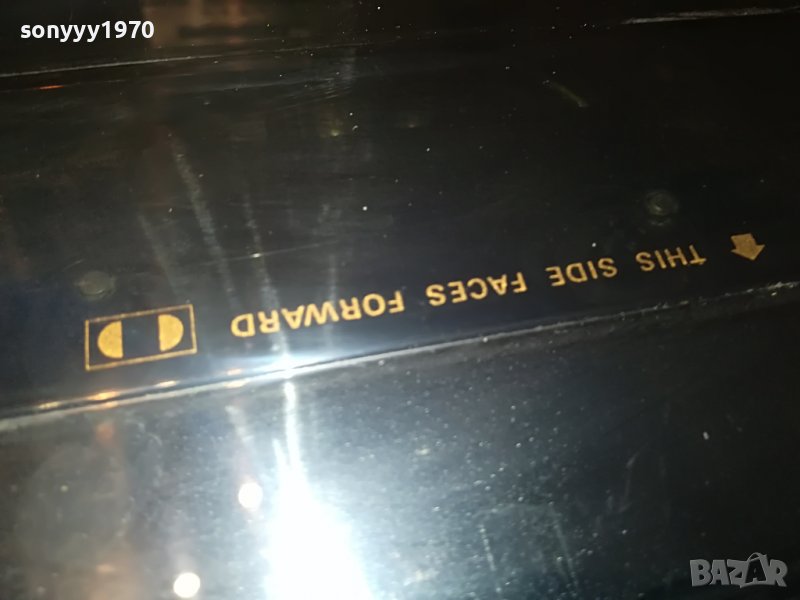 sonyyy1970
THIS SIDE FACES FORWARD
BAZAR